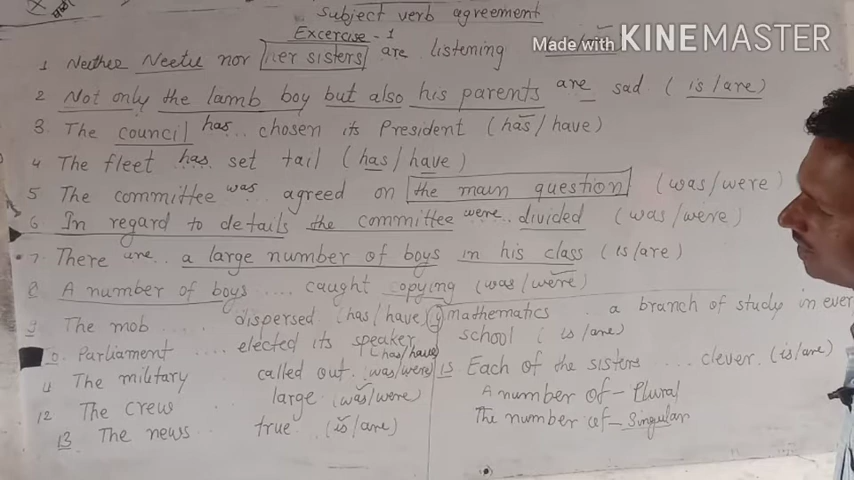 Subject verb agreement
Excercise - 1
Made with KINEMASTER
1 Neither Neetu nor her sisters are listening
2 Not only the lamb boy but also his parents are sad (is/are)
3 The council has chosen its President (has/have)
4 The fleet has set tail (has/have)
5 The committee was agreed on the main question (was/were)
6 In regard to details the committee were divided (was/were)
7 There are .. a large number of boys in his class (is/are)
8 A number of boys .... caught copying (was/were)
9 The mob .... dispersed (has/have)
10. Parliament .... elected its speaker (has/have)
11 The military called out. (was/were)
12 The crew large (was/were)
13 The news true (is/are)
mathematics . a branch of study in ever
school (is/are)
Each of the sisters ... clever. (is/are)
A number of - Plural
The number of - Singular